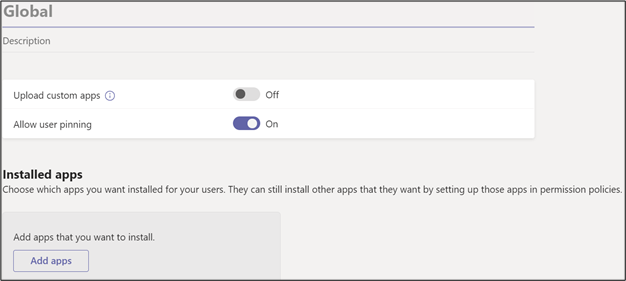 Global
Description
Upload custom apps
Off
Allow user pinning
On
Installed apps
Choose which apps you want installed for your users. They can still install other apps that they want by setting up those apps in permission policies.
Add apps that you want to install.
Add apps